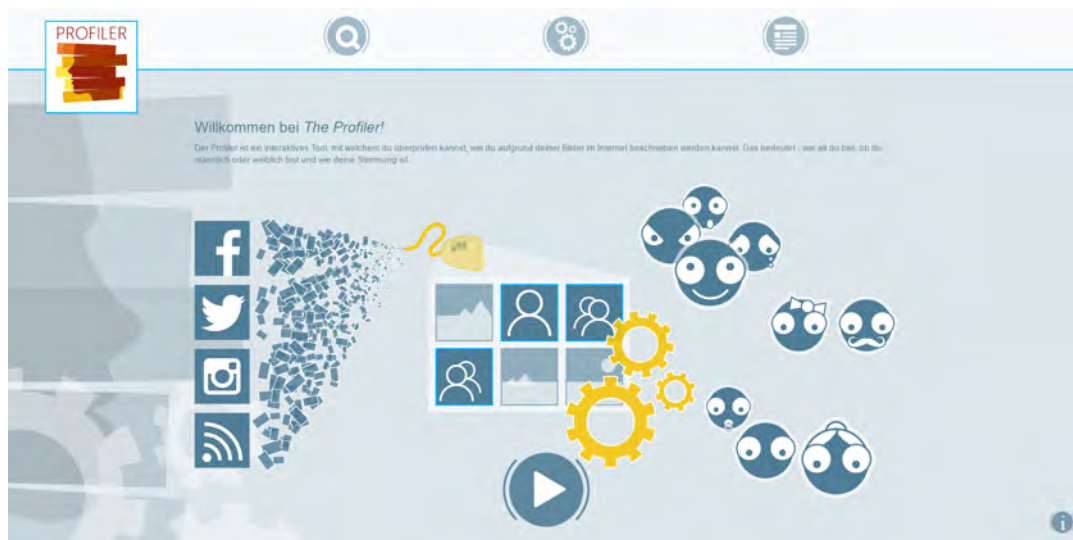 PROFILER
Willkommen bei The Profiler!
Der Profiler ist ein interaktives Tool, mit welchem du überprüfen kannst, wie du aufgrund deiner Bilder im Internet beschrieben werden kannst. Das bedeutet - wie alt du bist, ob du
männlich oder weiblich bist und wie deine Stimmung ist.